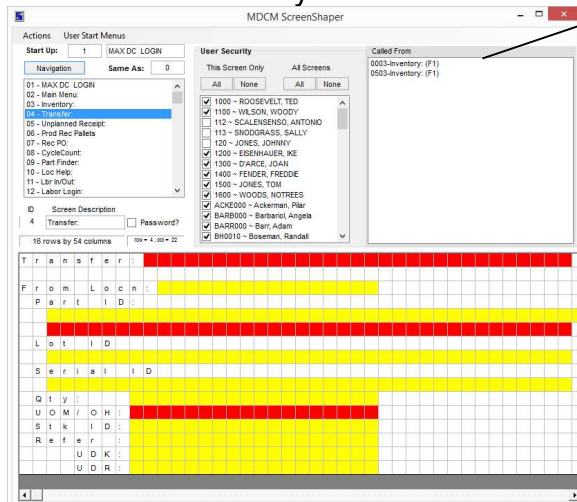 MDCM ScreenShaper
Actions User Start Menus
Start Up: 1 MAX DC LOGIN
Navigation Same As: 0
01 - MAX DC LOGIN
02 - Main Menu:
03 - Inventory:
04 - Transfer:
05 - Unplanned Receipt:
06 - Prod Rec Pallets
07 - Rec PO:
08 - CycleCount:
09 - Part Finder:
10 - Loc Help:
11 - Lbr In/Out:
12 - Labor Login:
ID Screen Description
4 Transfer: Password?
16 rows by 54 columns row = 4 , col = 22
User Security
This Screen Only All Screens
All None All None
1000 ~ ROOSEVELT, TED
1100 ~ WILSON, WOODY
112 ~ SCALENSENSO, ANTONIO
113 ~ SNODGRASS, SALLY
120 ~ JONES, JOHNNY
1200 ~ EISENHAUER, IKE
1300 ~ D'ARCE, JOAN
1400 ~ FENDER, FREDDIE
1500 ~ JONES, TOM
1600 ~ WOODS, NOTREES
ACKE000 ~ Ackerman, Pilar
BARB000 ~ Barbariol, Angela
BARR000 ~ Barr, Adam
BH0010 ~ Boseman, Randall
Called From
0003-Inventory: (F1)
0503-Inventory: (F1)
Transfer:
From Locn:
Part ID:
Lot ID
Serial ID
Qty:
UOM/OH:
Stk ID:
Refer :
UDK:
UDR: